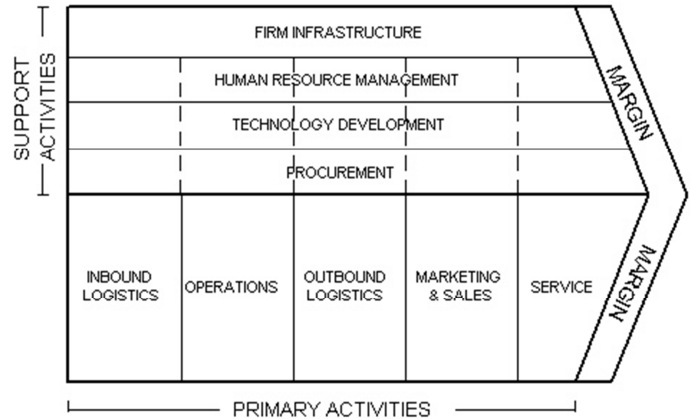 FIRM INFRASTRUCTURE
HUMAN RESOURCE MANAGEMENT
TECHNOLOGY DEVELOPMENT
PROCUREMENT
SUPPORT
ACTIVITIES
MARGIN
INBOUND
LOGISTICS
OPERATIONS
OUTBOUND
LOGISTICS
MARKETING
& SALES
SERVICE
MARGIN
PRIMARY ACTIVITIES